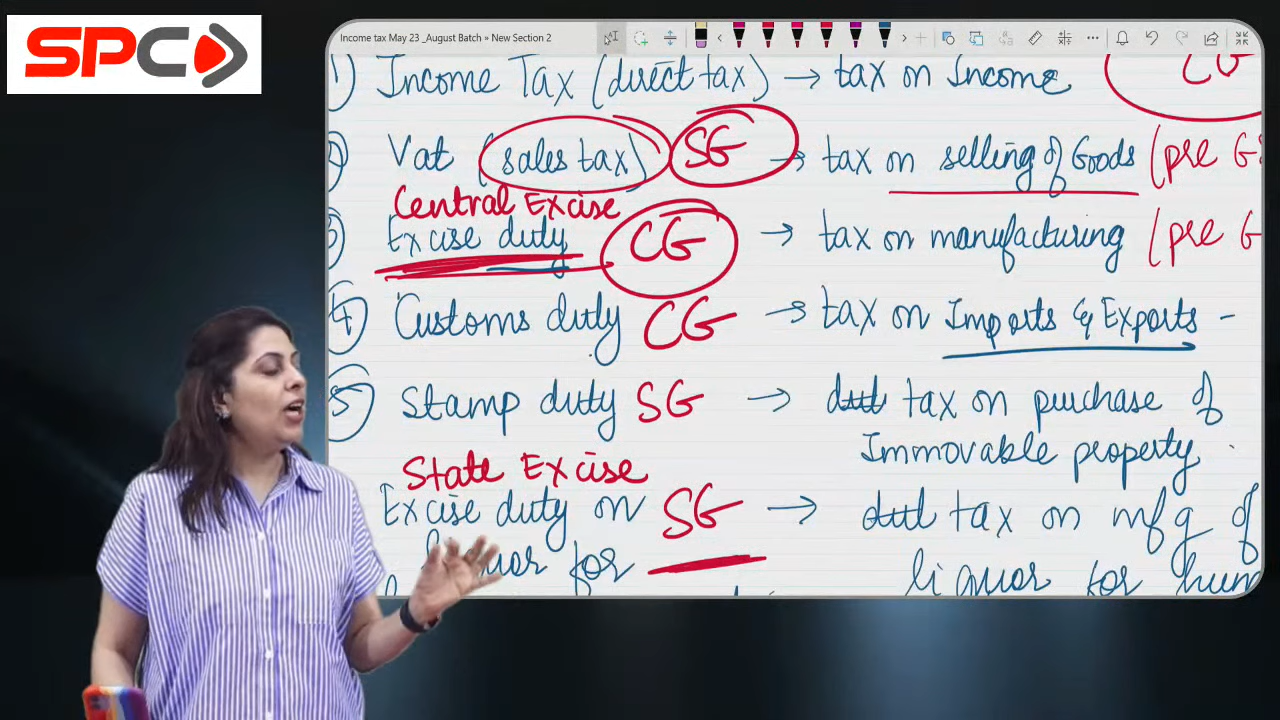 SPC
Income tax May 23 _August Batch » New Section 2
1) Income Tax (direct tax) → tax on Income CG
Vat (sales tax) SG → tax on selling of Goods (pre
Central Excise
Excise duty CG → tax on manufacturing (pre G
4) Customs duty CG → tax on Imports & Exports -
5) Stamp duty SG → tax on purchase of
Immovable property
State Excise
Excise duty on SG → tax on mfg of
liquor for liquor for hum